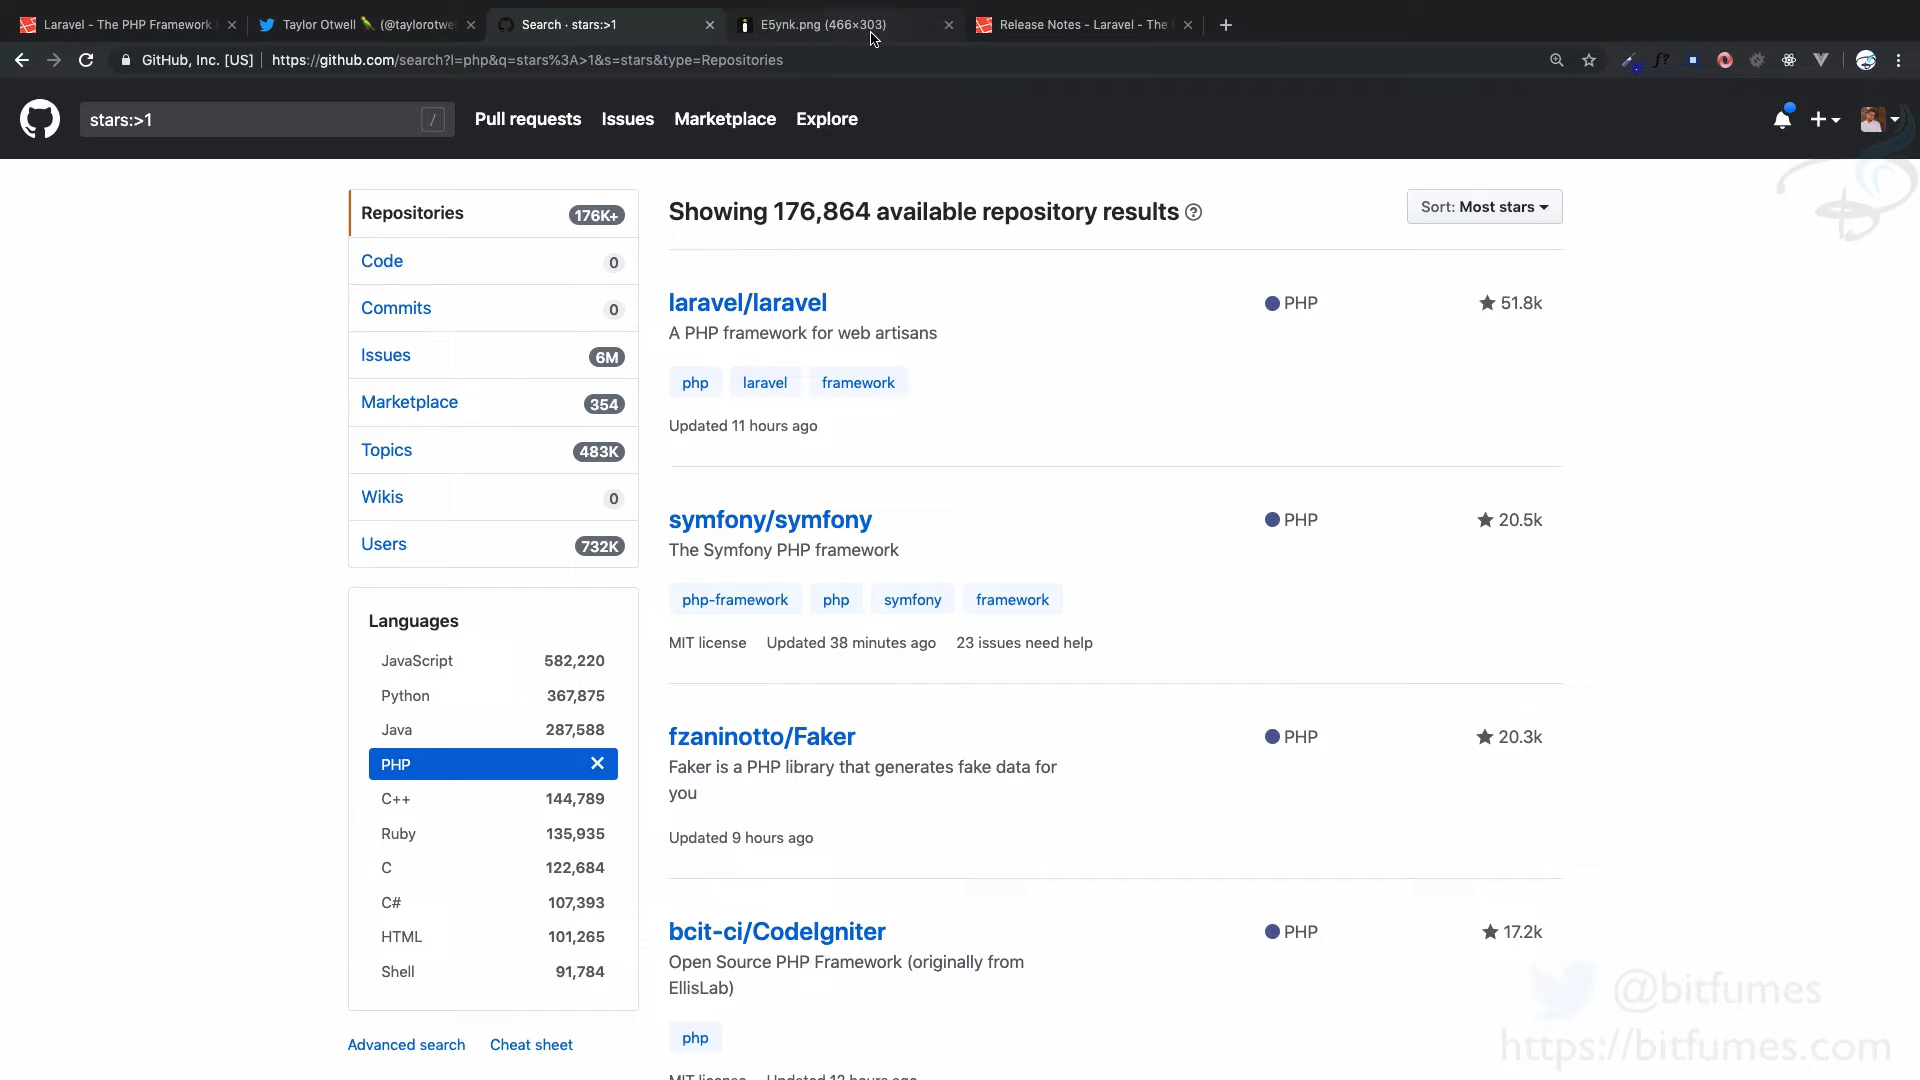 Laravel - The PHP Framework
Taylor Otwell 🦜 (@taylorotwe
Search · stars:>1
E5ynk.png (466×303)
Release Notes - Laravel - The
GitHub, Inc. [US]
https://github.com/search?l=php&q=stars%3A>1&s=stars&type=Repositories
f?
stars:>1
/
Pull requests
Issues
Marketplace
Explore
Repositories 176K+
Code 0
Commits 0
Issues 6M
Marketplace 354
Topics 483K
Wikis 0
Users 732K
Languages
JavaScript 582,220
Python 367,875
Java 287,588
PHP
C++ 144,789
Ruby 135,935
C 122,684
C# 107,393
HTML 101,265
Shell 91,784
Advanced search Cheat sheet
Showing 176,864 available repository results
Sort: Most stars
laravel/laravel PHP 51.8k
A PHP framework for web artisans
php laravel framework
Updated 11 hours ago
symfony/symfony PHP 20.5k
The Symfony PHP framework
php-framework php symfony framework
MIT license Updated 38 minutes ago 23 issues need help
fzaninotto/Faker PHP 20.3k
Faker is a PHP library that generates fake data for
you
Updated 9 hours ago
bcit-ci/CodeIgniter PHP 17.2k
Open Source PHP Framework (originally from
EllisLab)
php
MIT license Updated 12 hours ago
@bitfumes
https://bitfumes.com